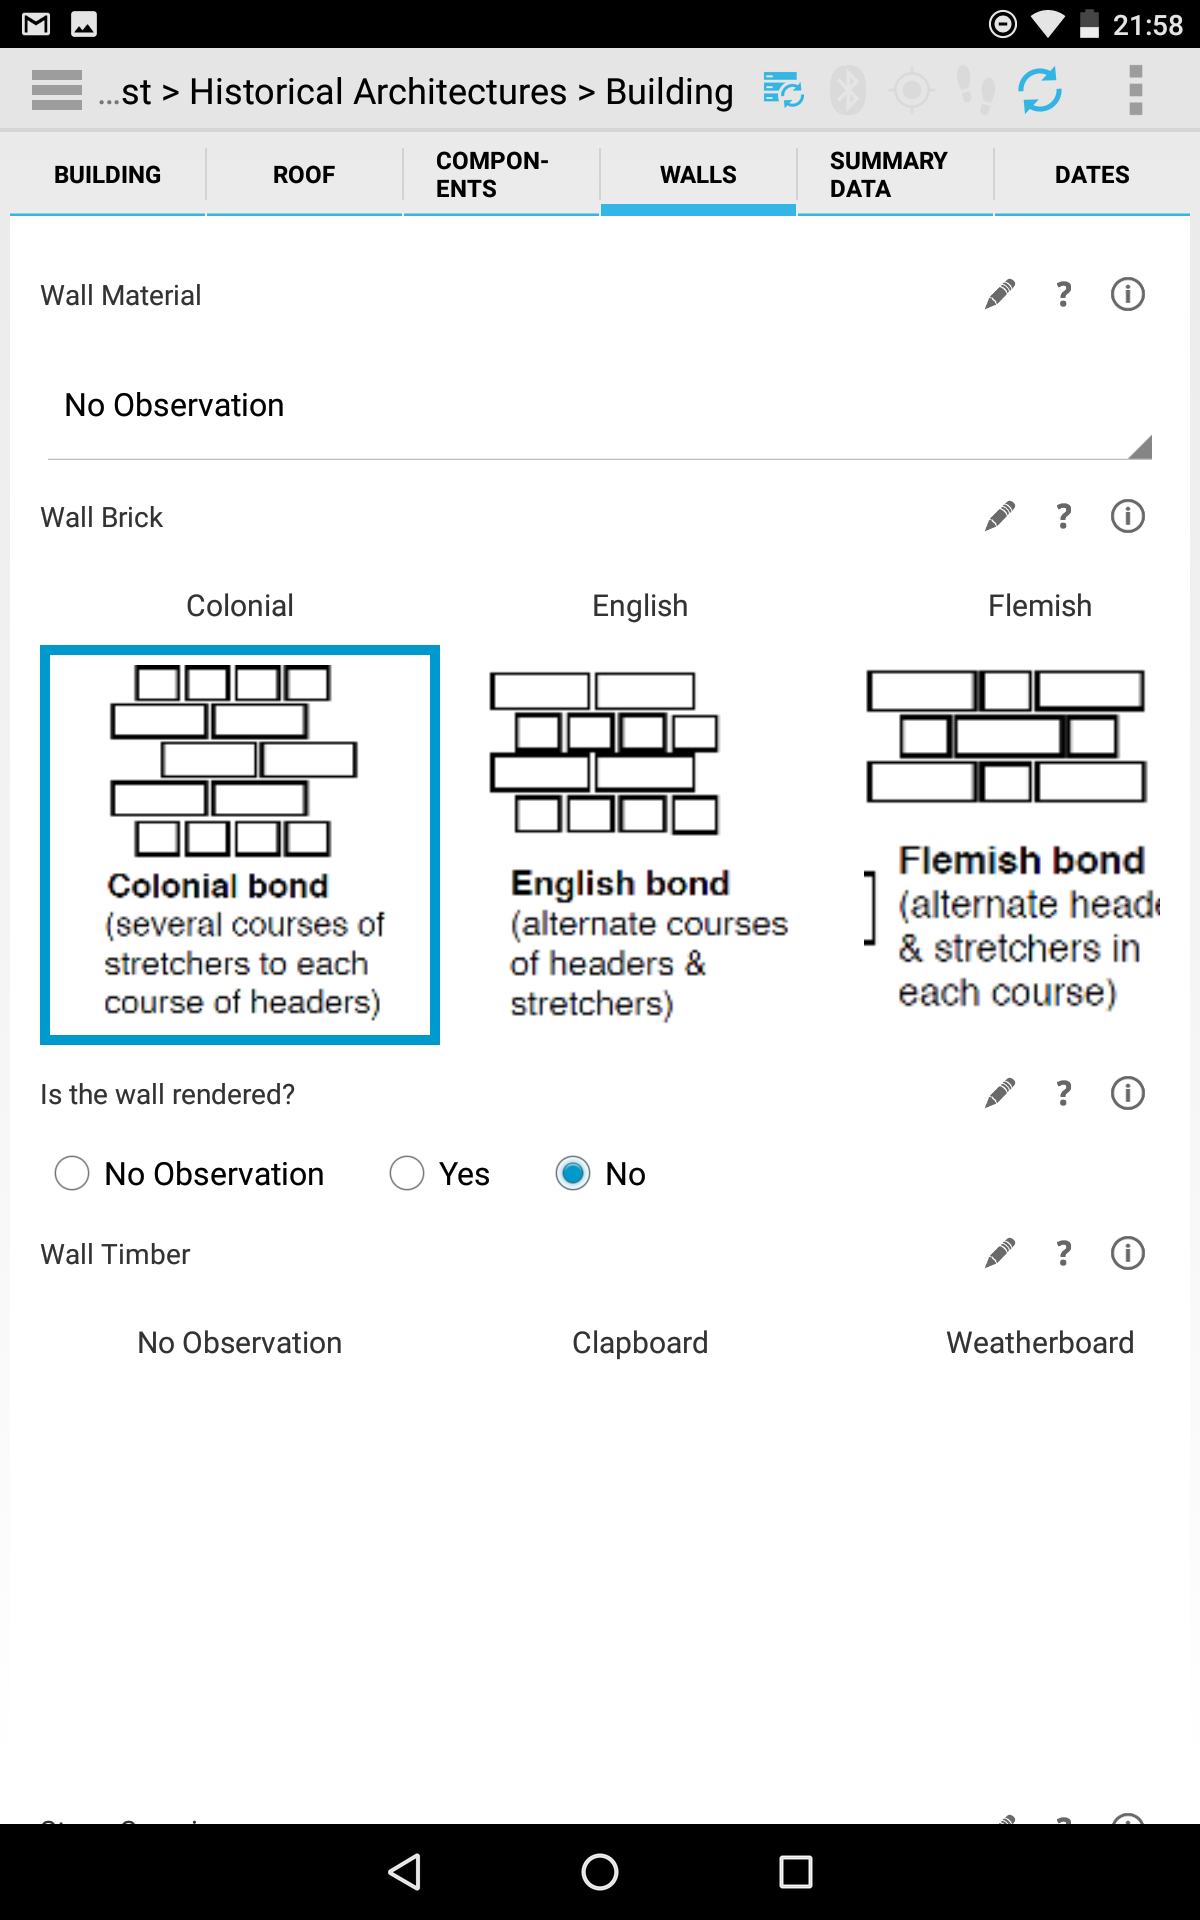 21:58
...st > Historical Architectures > Building
BUILDING
ROOF
COMPON-
ENTS
WALLS
SUMMARY
DATA
DATES
Wall Material
No Observation
Wall Brick
Colonial
English
Flemish
Colonial bond
(several courses of
stretchers to each
course of headers)
English bond
(alternate courses
of headers &
stretchers)
Flemish bond
(alternate heade
& stretchers in
each course)
Is the wall rendered?
No Observation
Yes
No
Wall Timber
No Observation
Clapboard
Weatherboard